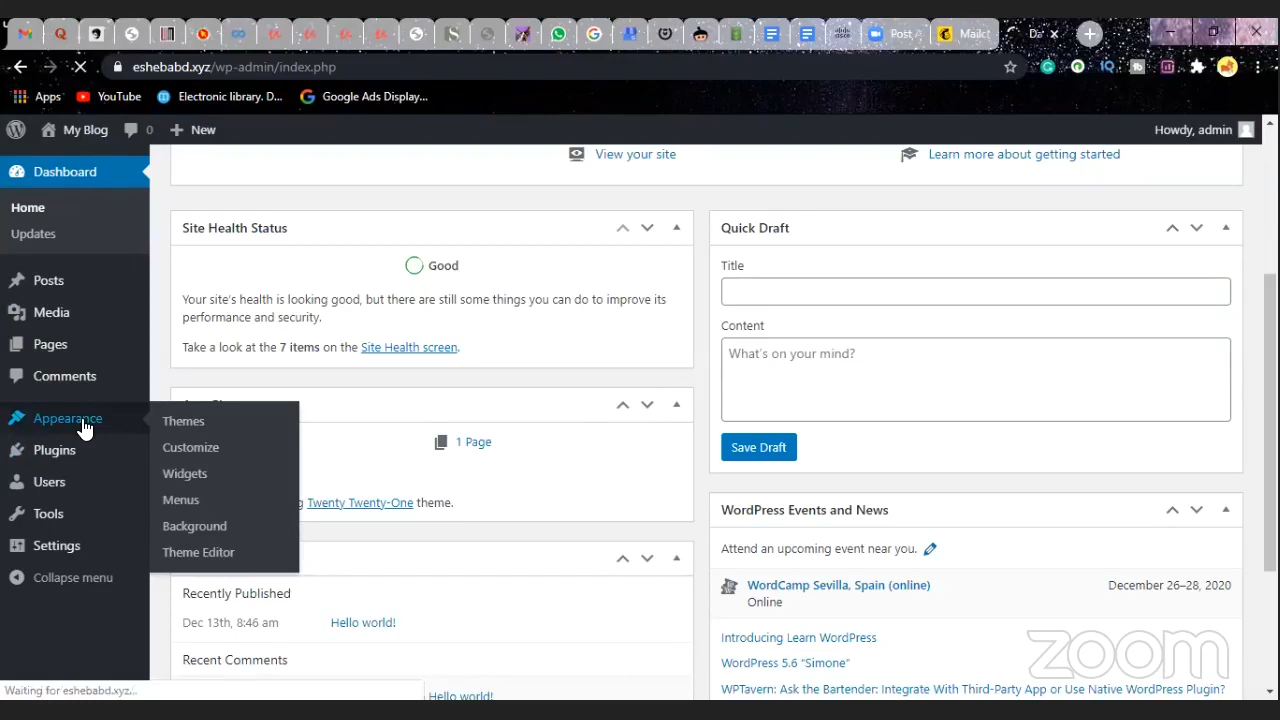 Post A
Mailch
Da
eshebabd.xyz/wp-admin/index.php
Apps
YouTube
Electronic library. D...
Google Ads Display...
My Blog
0
New
Howdy, admin
Dashboard
Home
Updates
Posts
Media
Pages
Comments
Appearance
Plugins
Users
Tools
Settings
Collapse menu
Themes
Customize
Widgets
Menus
Background
Theme Editor
View your site
Learn more about getting started
Site Health Status
Good
Your site's health is looking good, but there are still some things you can do to improve its
performance and security.
Take a look at the 7 items on the Site Health screen.
1 Page
Twenty Twenty-One theme.
Recently Published
Dec 13th, 8:46 am
Hello world!
Recent Comments
Hello world!
Quick Draft
Title
Content
What's on your mind?
Save Draft
WordPress Events and News
Attend an upcoming event near you.
WordCamp Sevilla, Spain (online)
December 26–28, 2020
Online
Introducing Learn WordPress
WordPress 5.6 “Simone”
WPTavern: Ask the Bartender: Integrate With Third-Party App or Use Native WordPress Plugin?
Waiting for eshebabd.xyz...
zoom